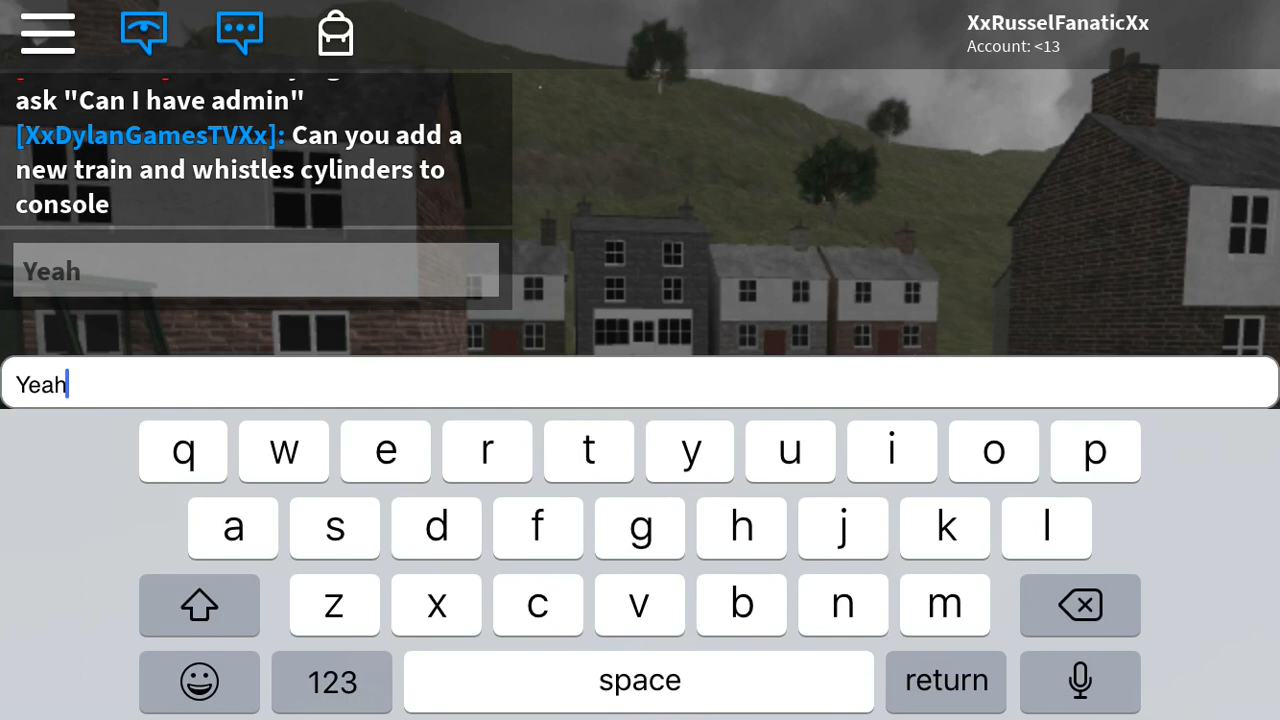 XxRusselFanaticXx
Account: <13
ask "Can I have admin"
[XxDylanGamesTVXx]: Can you add a
new train and whistles cylinders to
console
Yeah
Yeah
q w e r t y u i o p
a s d f g h j k l
z x c v b n m
123 space return